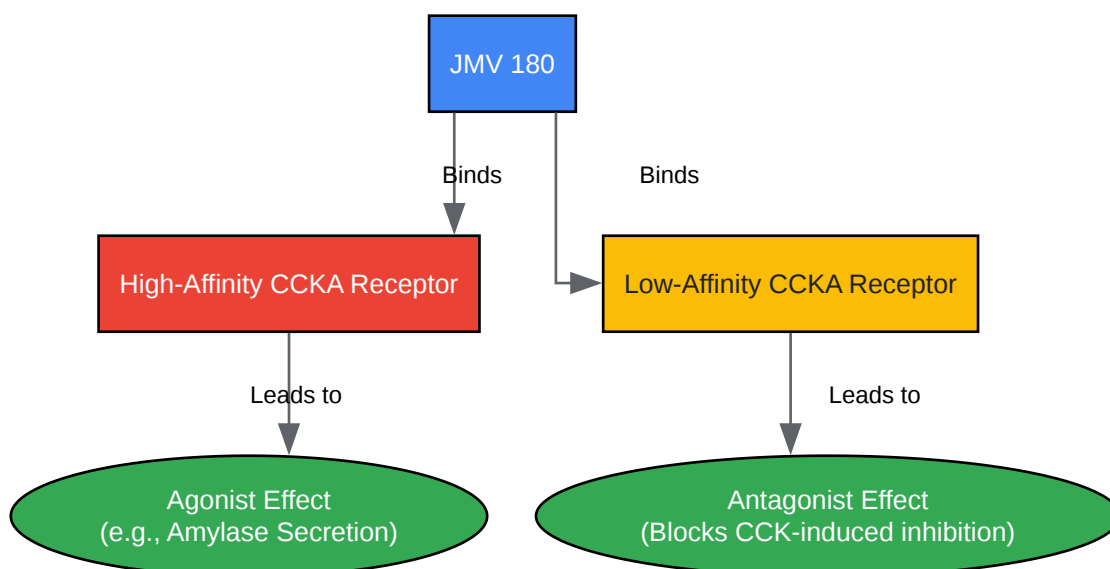 JMV 180
Binds
Binds
High-Affinity CCKA Receptor
Low-Affinity CCKA Receptor
Leads to
Leads to
Agonist Effect
(e.g., Amylase Secretion)
Antagonist Effect
(Blocks CCK-induced inhibition)